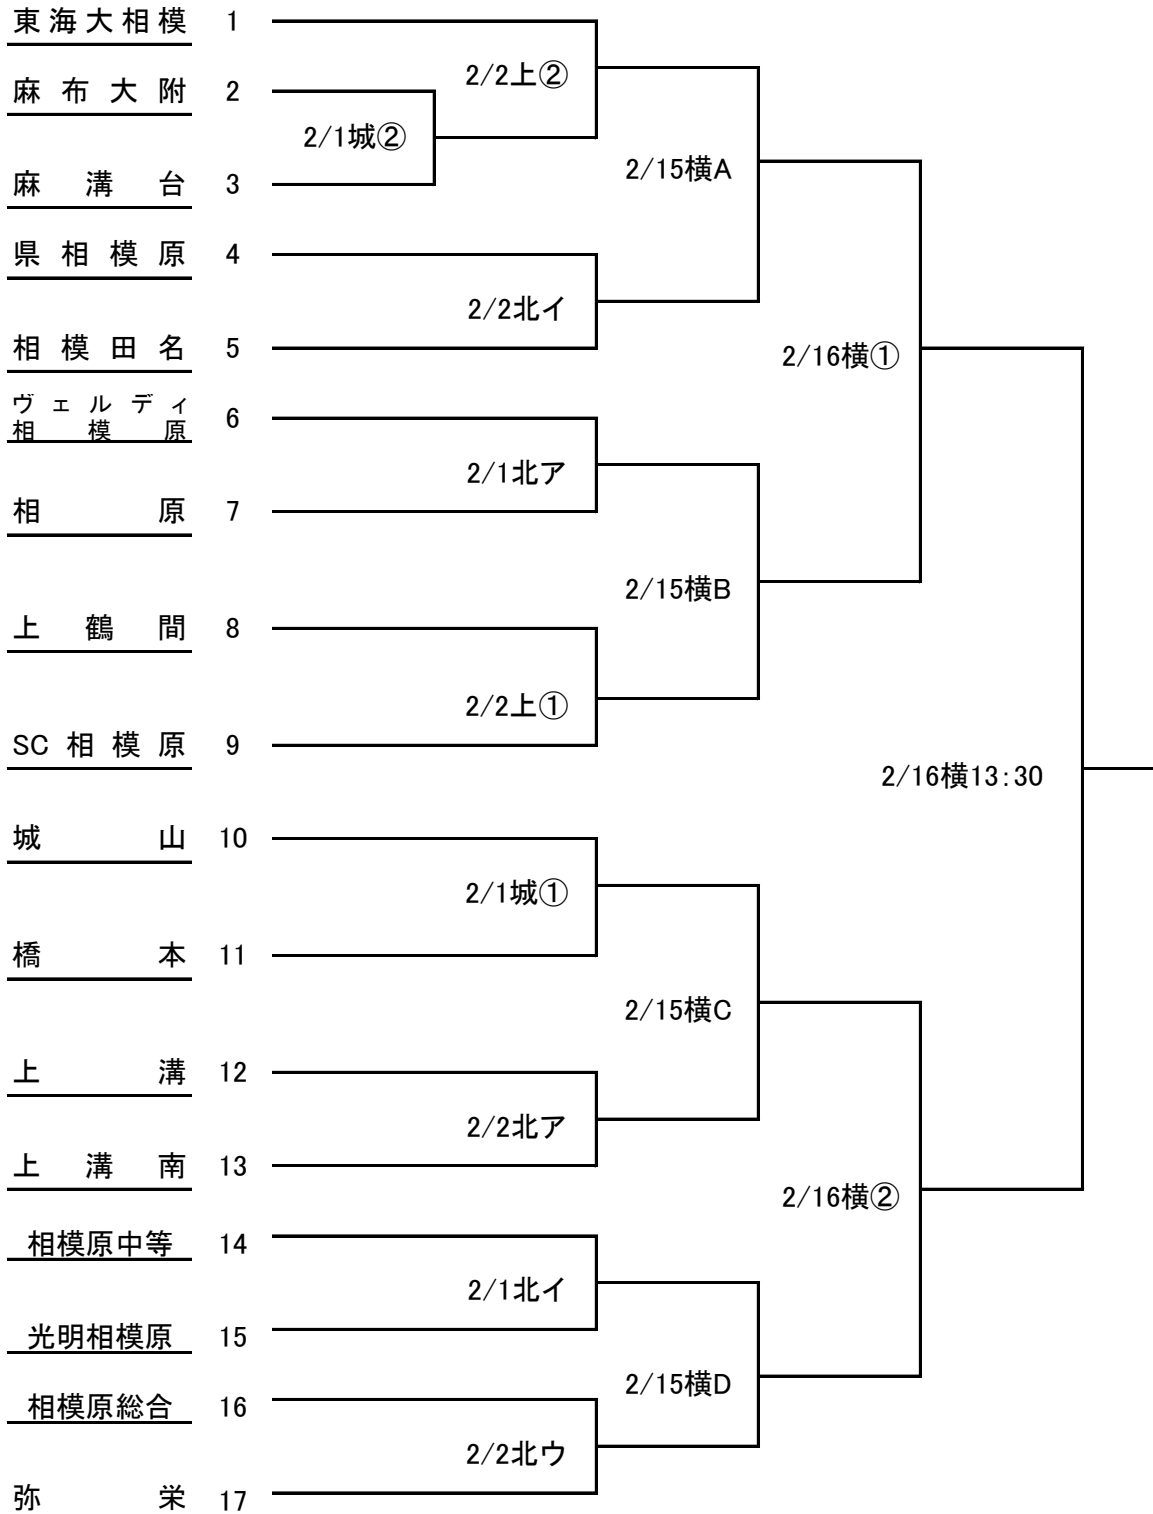 東海大相模 1
2/2上②
麻布大附 2
2/1城②
2/15横A
麻溝台 3
県相模原 4
2/2北イ
相模田名 5
2/16横①
ヴェルディ
相模原 6
2/1北ア
相原 7
2/15横B
上鶴間 8
2/2上①
SC相模原 9
2/16横13:30
城山 10
2/1城①
橋本 11
2/15横C
上溝 12
2/2北ア
上溝南 13
2/16横②
相模原中等 14
2/1北イ
光明相模原 15
2/15横D
相模原総合 16
2/2北ウ
弥栄 17